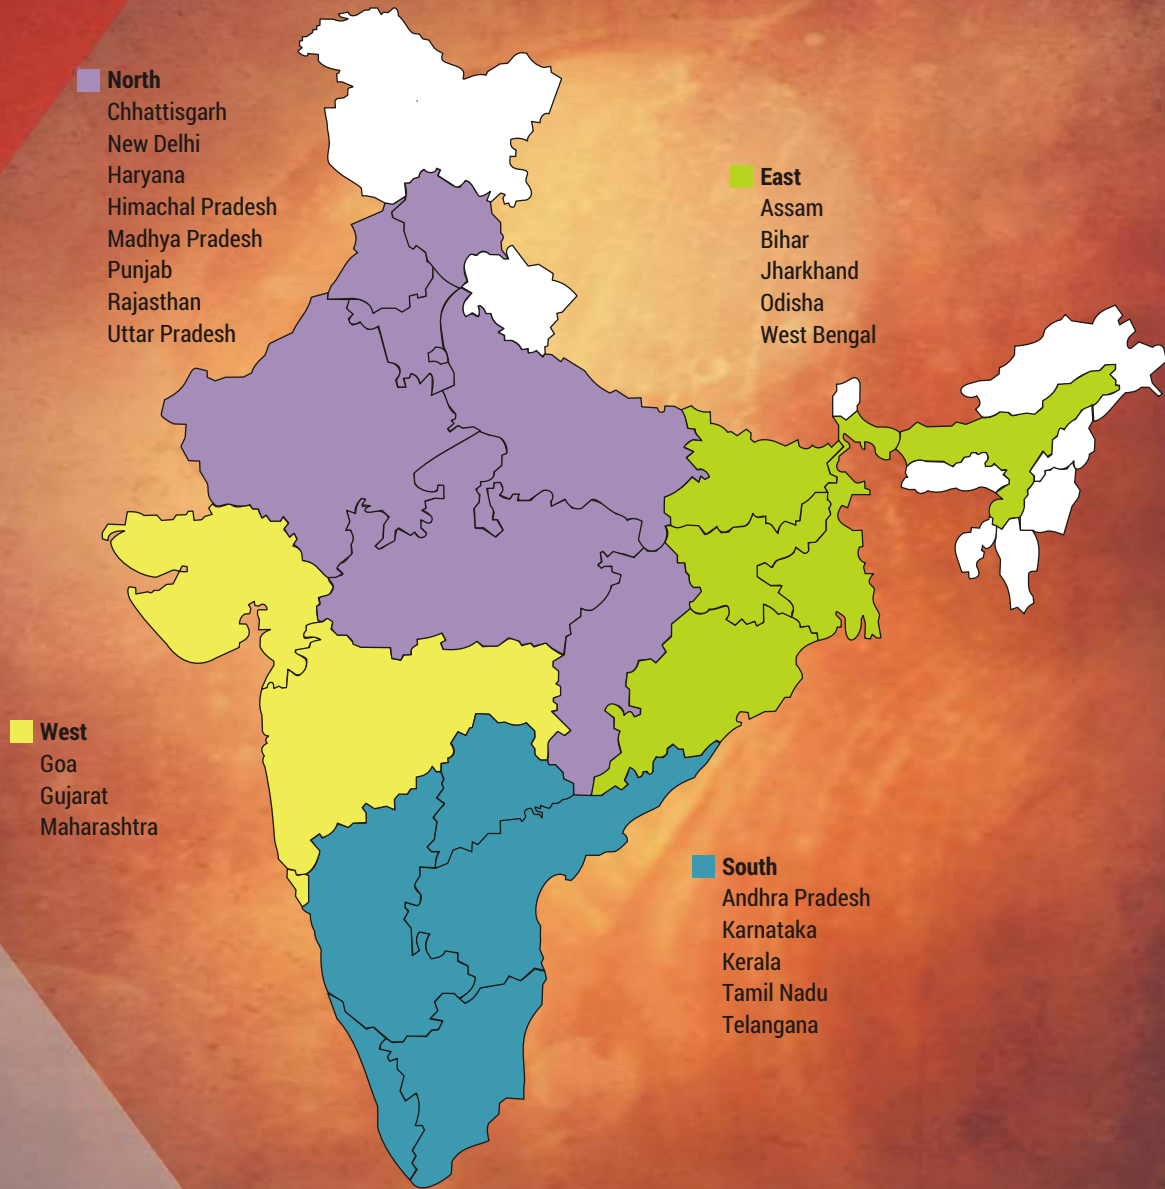 North
Chhattisgarh
New Delhi
Haryana
Himachal Pradesh
Madhya Pradesh
Punjab
Rajasthan
Uttar Pradesh
East
Assam
Bihar
Jharkhand
Odisha
West Bengal
West
Goa
Gujarat
Maharashtra
South
Andhra Pradesh
Karnataka
Kerala
Tamil Nadu
Telangana